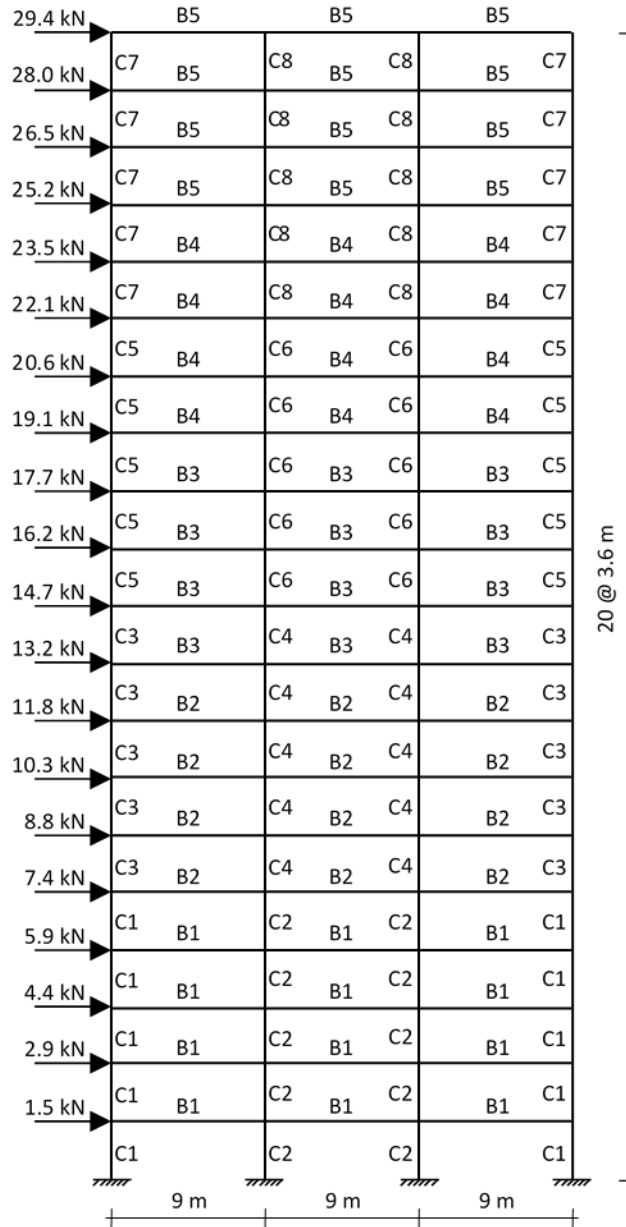 29.4 kN B5 B5 B5
C7 C8 C8 C7
28.0 kN B5 B5 B5
C7 C8 C8 C7
26.5 kN B5 B5 B5
C7 C8 C8 C7
25.2 kN B5 B5 B5
C7 C8 C8 C7
23.5 kN B4 B4 B4
C7 C8 C8 C7
22.1 kN B4 B4 B4
C5 C6 C6 C5
20.6 kN B4 B4 B4
C5 C6 C6 C5
19.1 kN B4 B4 B4
C5 C6 C6 C5
17.7 kN B3 B3 B3
C5 C6 C6 C5
16.2 kN B3 B3 B3
C5 C6 C6 C5
14.7 kN B3 B3 B3
C3 C4 C4 C3
13.2 kN B3 B3 B3
C3 C4 C4 C3
11.8 kN B2 B2 B2
C3 C4 C4 C3
10.3 kN B2 B2 B2
C3 C4 C4 C3
8.8 kN B2 B2 B2
C3 C4 C4 C3
7.4 kN B2 B2 B2
C1 C2 C2 C1
5.9 kN B1 B1 B1
C1 C2 C2 C1
4.4 kN B1 B1 B1
C1 C2 C2 C1
2.9 kN B1 B1 B1
C1 C2 C2 C1
1.5 kN B1 B1 B1
C1 C2 C2 C1
9 m 9 m 9 m
20 @ 3.6 m